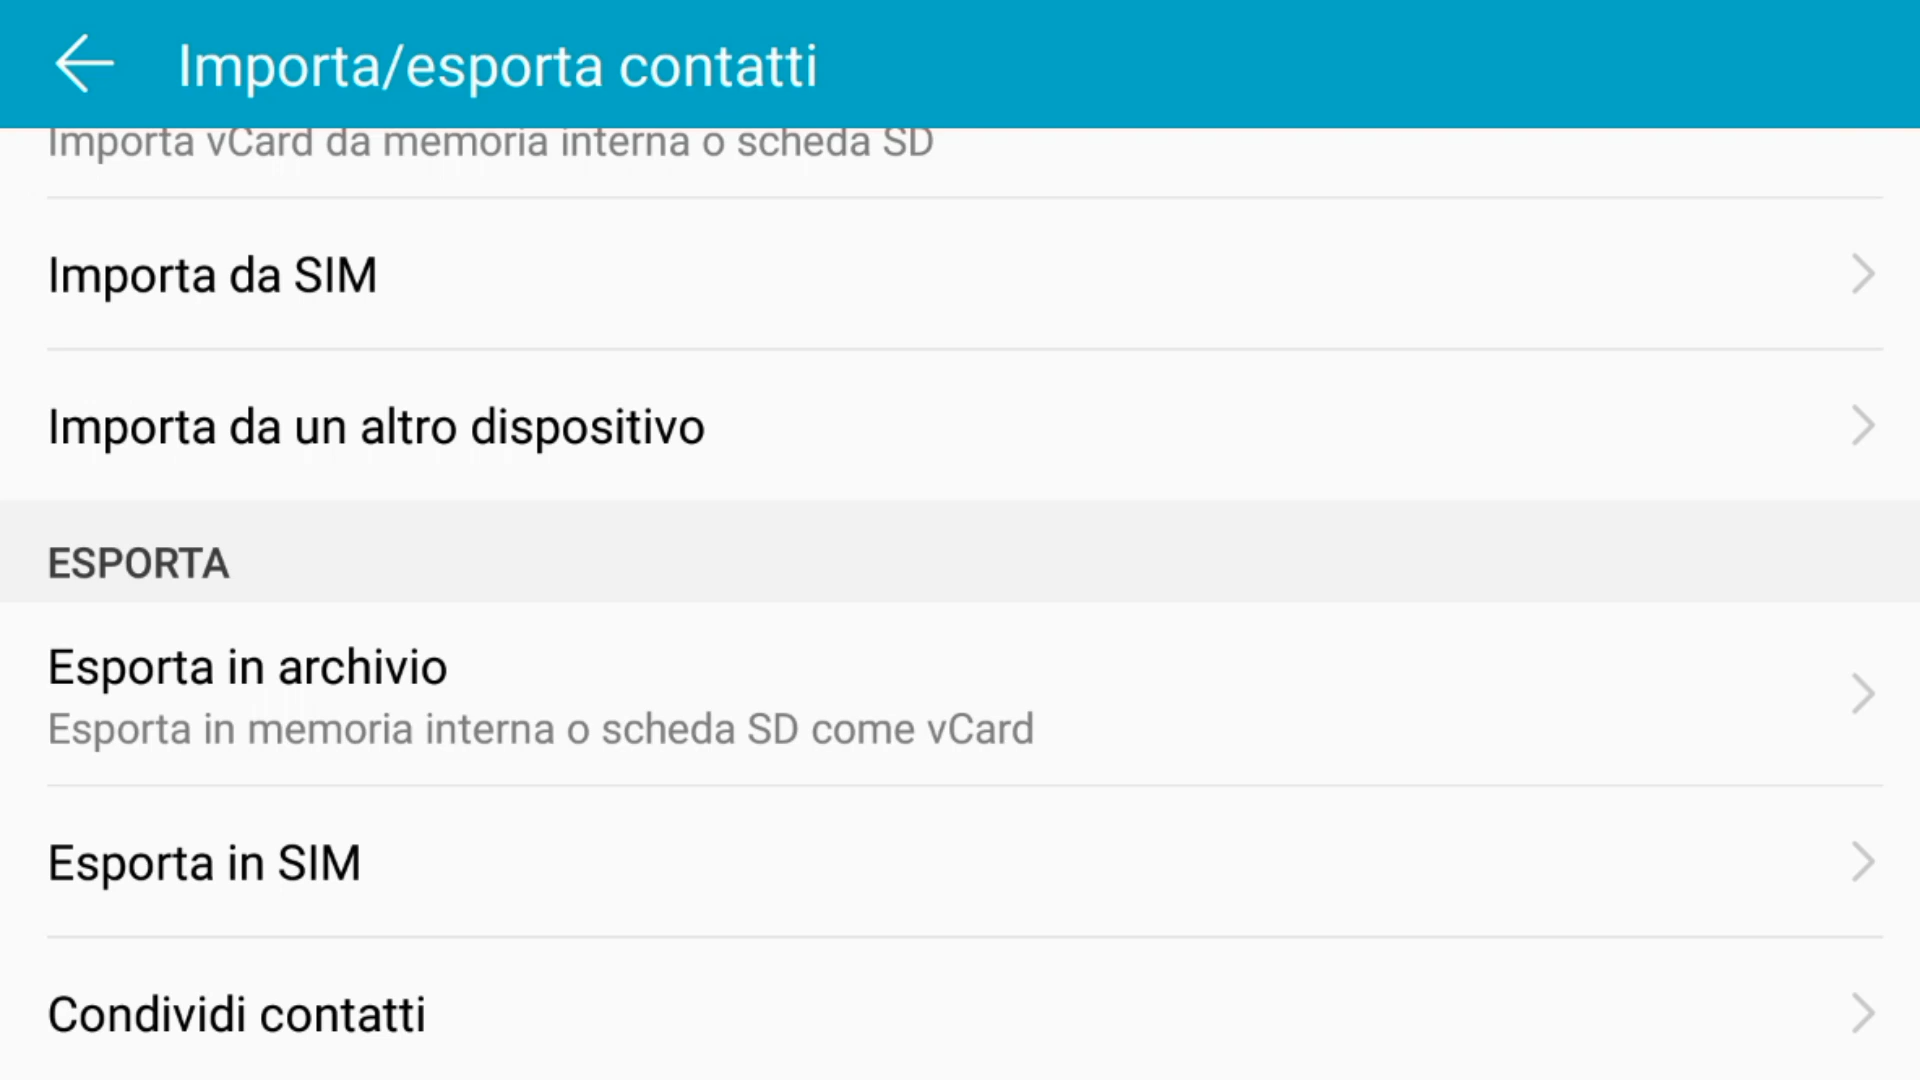 Importa/esporta contatti
Importa vCard da memoria interna o scheda SD
Importa da SIM
Importa da un altro dispositivo
ESPORTA
Esporta in archivio
Esporta in memoria interna o scheda SD come vCard
Esporta in SIM
Condividi contatti